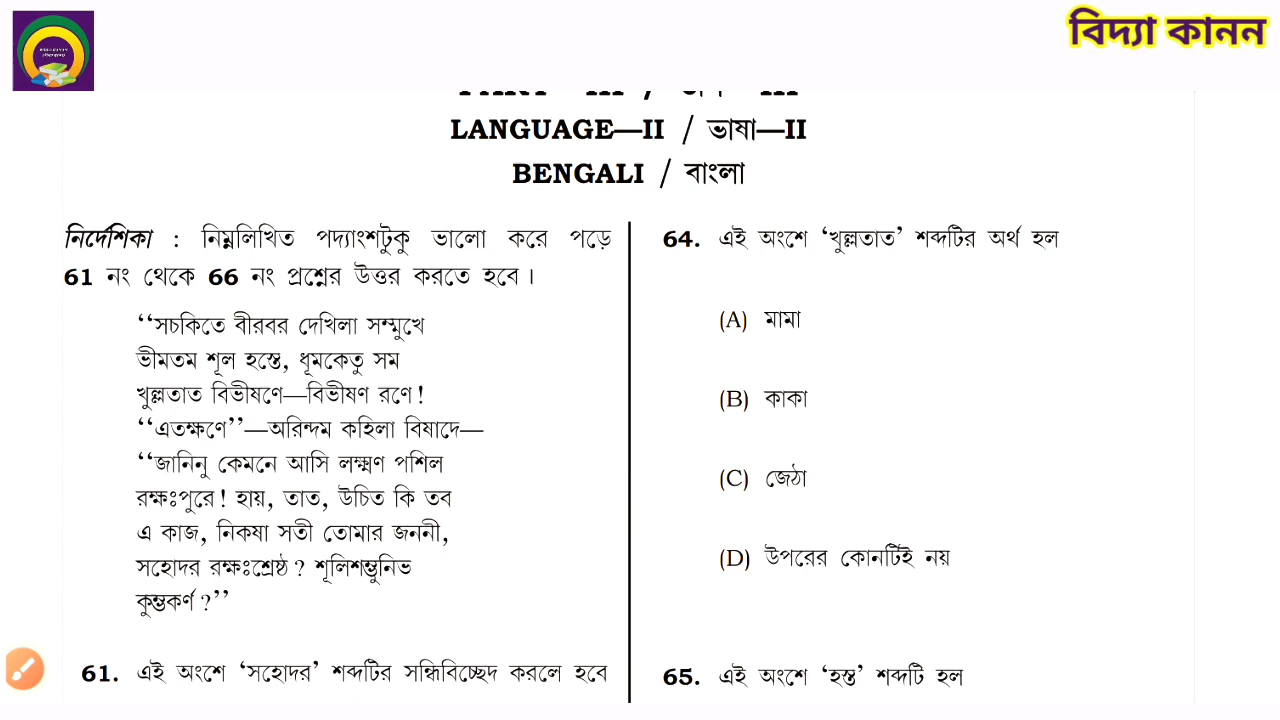 বিদ্যা কানন
LANGUAGE—II / ভাষা—II
BENGALI / বাংলা
নির্দেশিকা : নিম্নলিখিত পদ্যাংশটুকু ভালো করে পড়ে
61 নং থেকে 66 নং প্রশ্নের উত্তর করতে হবে।
‘‘সচকিতে বীরবর দেখিলা সম্মুখে
ভীমতম শূল হস্তে, ধূমকেতু সম
খুল্লতাত বিভীষণে—বিভীষণ রণে!
‘‘এতক্ষণে’’—অরিন্দম কহিলা বিষাদে—
‘‘জানিনু কেমনে আসি লক্ষ্মণ পশিল
রক্ষঃপুরে! হায়, তাত, উচিত কি তব
এ কাজ, নিকষা সতী তোমার জননী,
সহোদর রক্ষঃশ্রেষ্ঠ? শূলিশম্ভুনিভ
কুম্ভকর্ণ?’’
61. এই অংশে ‘সহোদর’ শব্দটির সন্ধিবিচ্ছেদ করলে হবে
64. এই অংশে ‘খুল্লতাত’ শব্দটির অর্থ হল
(A) মামা
(B) কাকা
(C) জেঠা
(D) উপরের কোনটিই নয়
65. এই অংশে ‘হস্ত’ শব্দটি হল